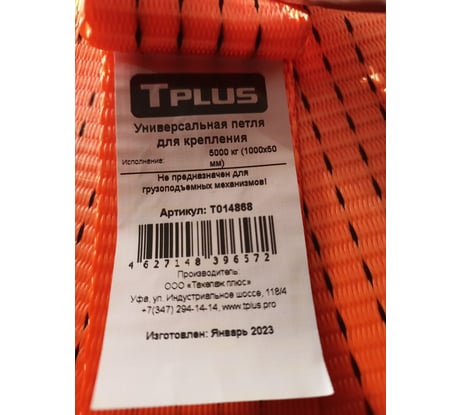 TPLUS
Универсальная петля
для крепления
Исполнение: 5000 кг (1000х50
мм)
Не предназначен для
грузоподъемных механизмов!
Артикул: T014868
4 627148 396572
Производитель:
ООО «Такелаж плюс»
Уфа, ул. Индустриальное шоссе, 118/4
+7(347) 294-14-14, www.tplus.pro
Изготовлен: Январь 2023